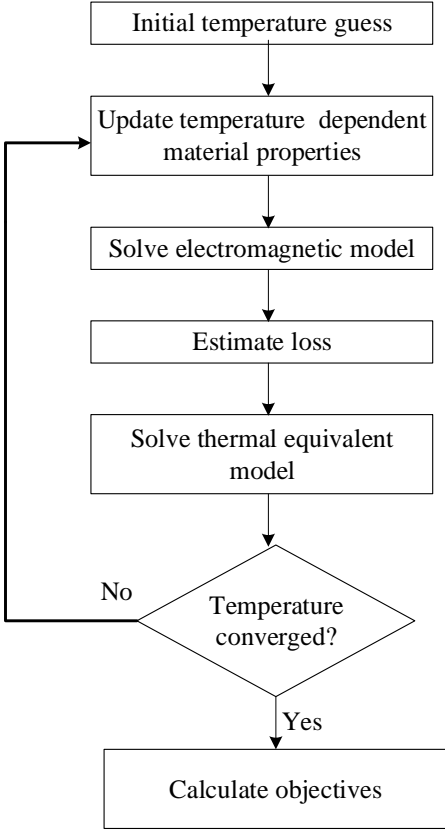 Initial temperature guess
Update temperature dependent
material properties
Solve electromagnetic model
Estimate loss
Solve thermal equivalent
model
No
Temperature
converged?
Yes
Calculate objectives